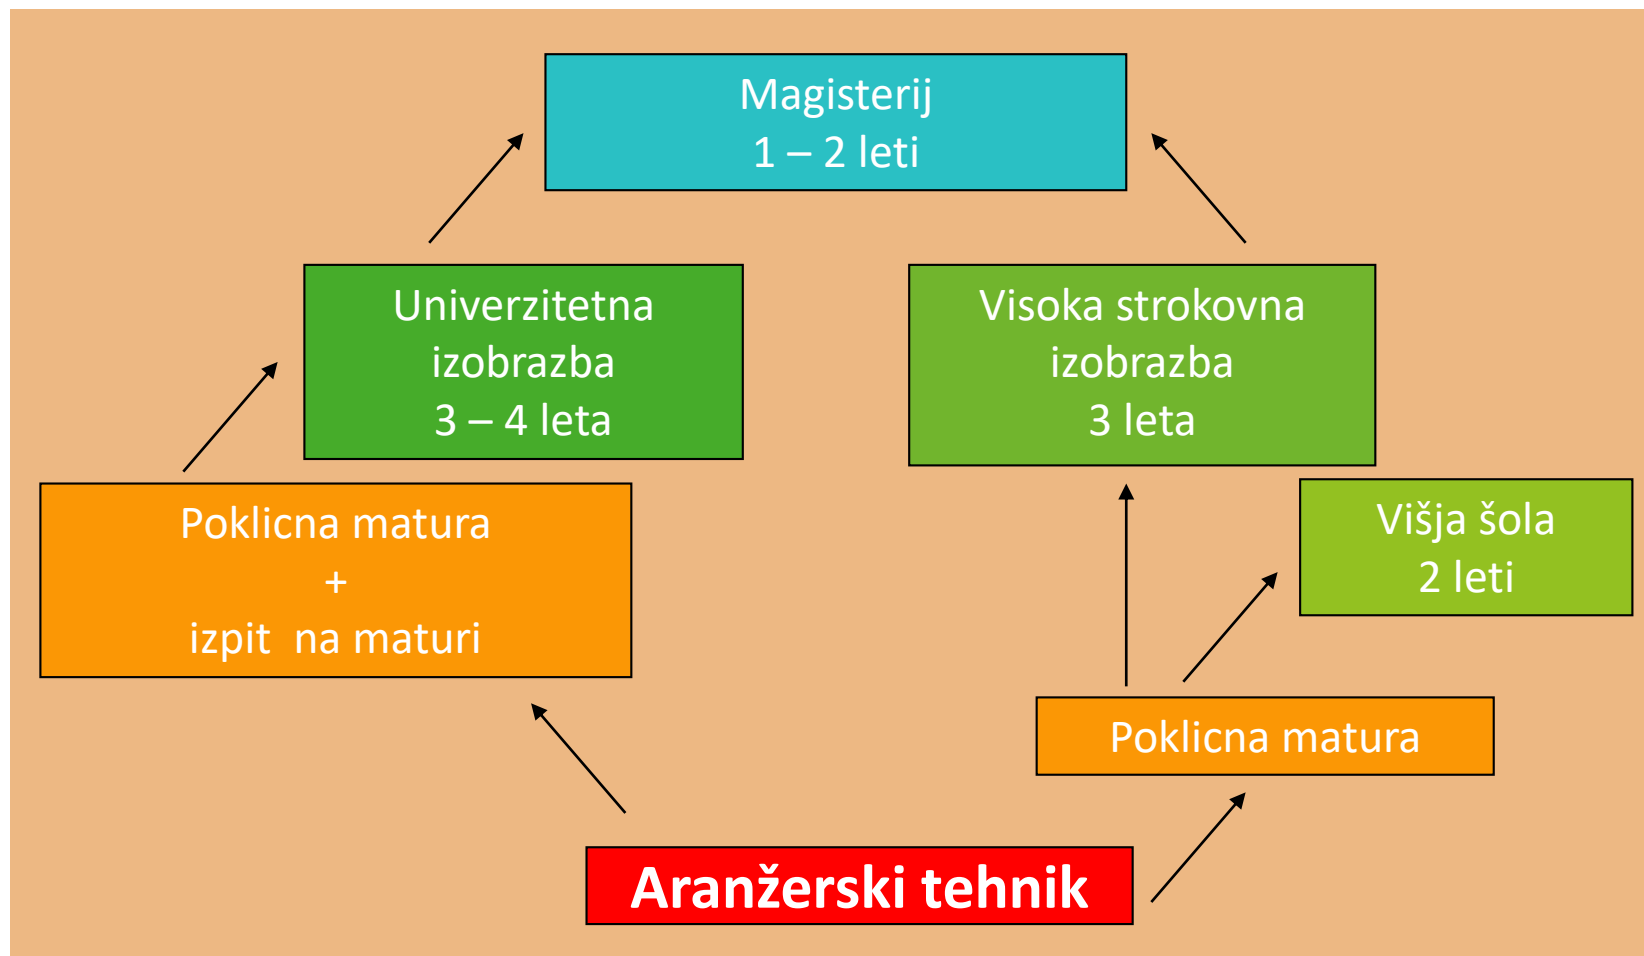 Magisterij
1 – 2 leti
Univerzitetna
izobrazba
3 – 4 leta
Visoka strokovna
izobrazba
3 leta
Poklicna matura
+
izpit  na maturi
Višja šola
2 leti
Poklicna matura
Aranžerski tehnik